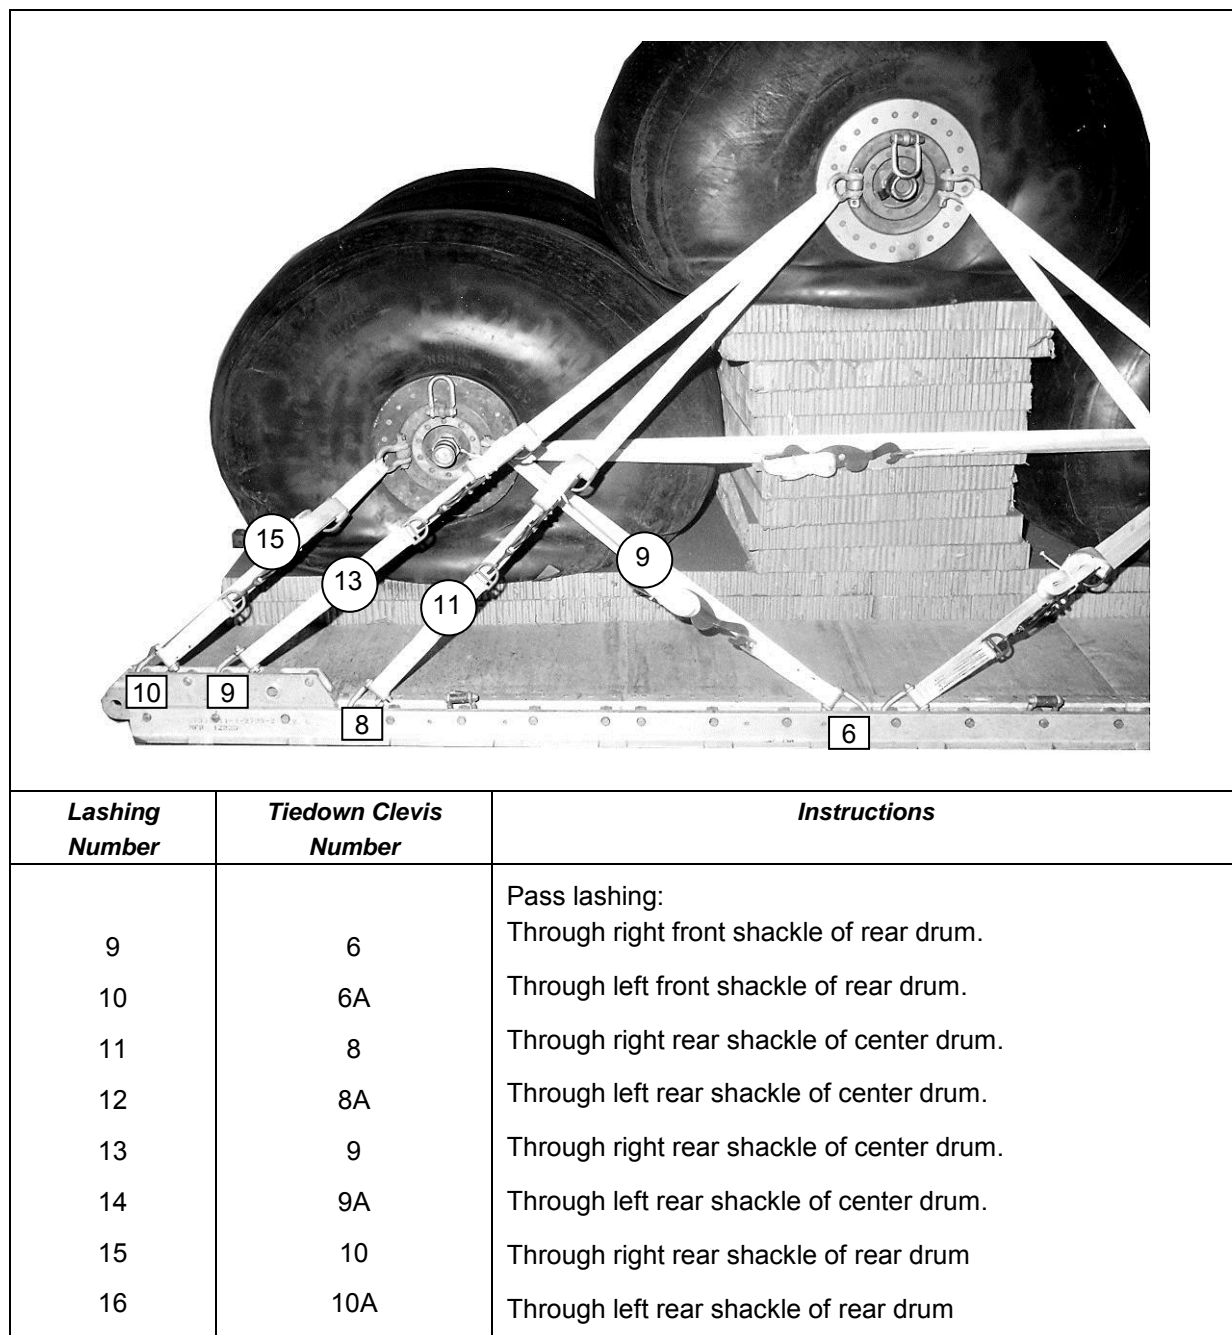 15
13
9
11
10
9
8
6
Lashing Number
Tiedown Clevis Number
Instructions
Pass lashing:
9 6 Through right front shackle of rear drum.
10 6A Through left front shackle of rear drum.
11 8 Through right rear shackle of center drum.
12 8A Through left rear shackle of center drum.
13 9 Through right rear shackle of center drum.
14 9A Through left rear shackle of center drum.
15 10 Through right rear shackle of rear drum
16 10A Through left rear shackle of rear drum